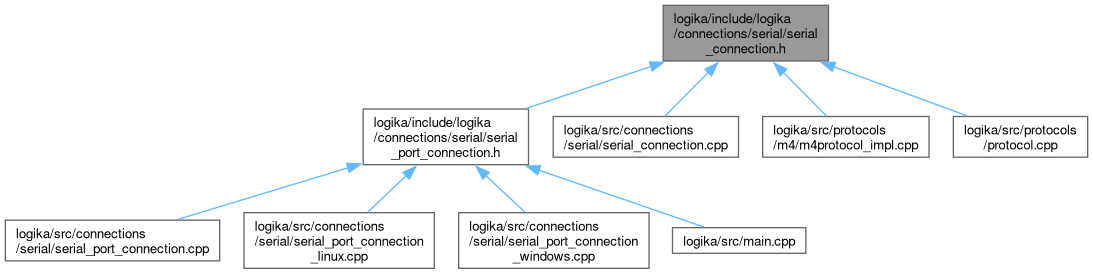 logika/include/logika
/connections/serial/serial
_connection.h
logika/include/logika
/connections/serial/serial
_port_connection.h
logika/src/connections
/serial/serial_connection.cpp
logika/src/protocols
/m4/m4protocol_impl.cpp
logika/src/protocols
/protocol.cpp
logika/src/connections
/serial/serial_port_connection.cpp
logika/src/connections
/serial/serial_port_connection
_linux.cpp
logika/src/connections
/serial/serial_port_connection
_windows.cpp
logika/src/main.cpp